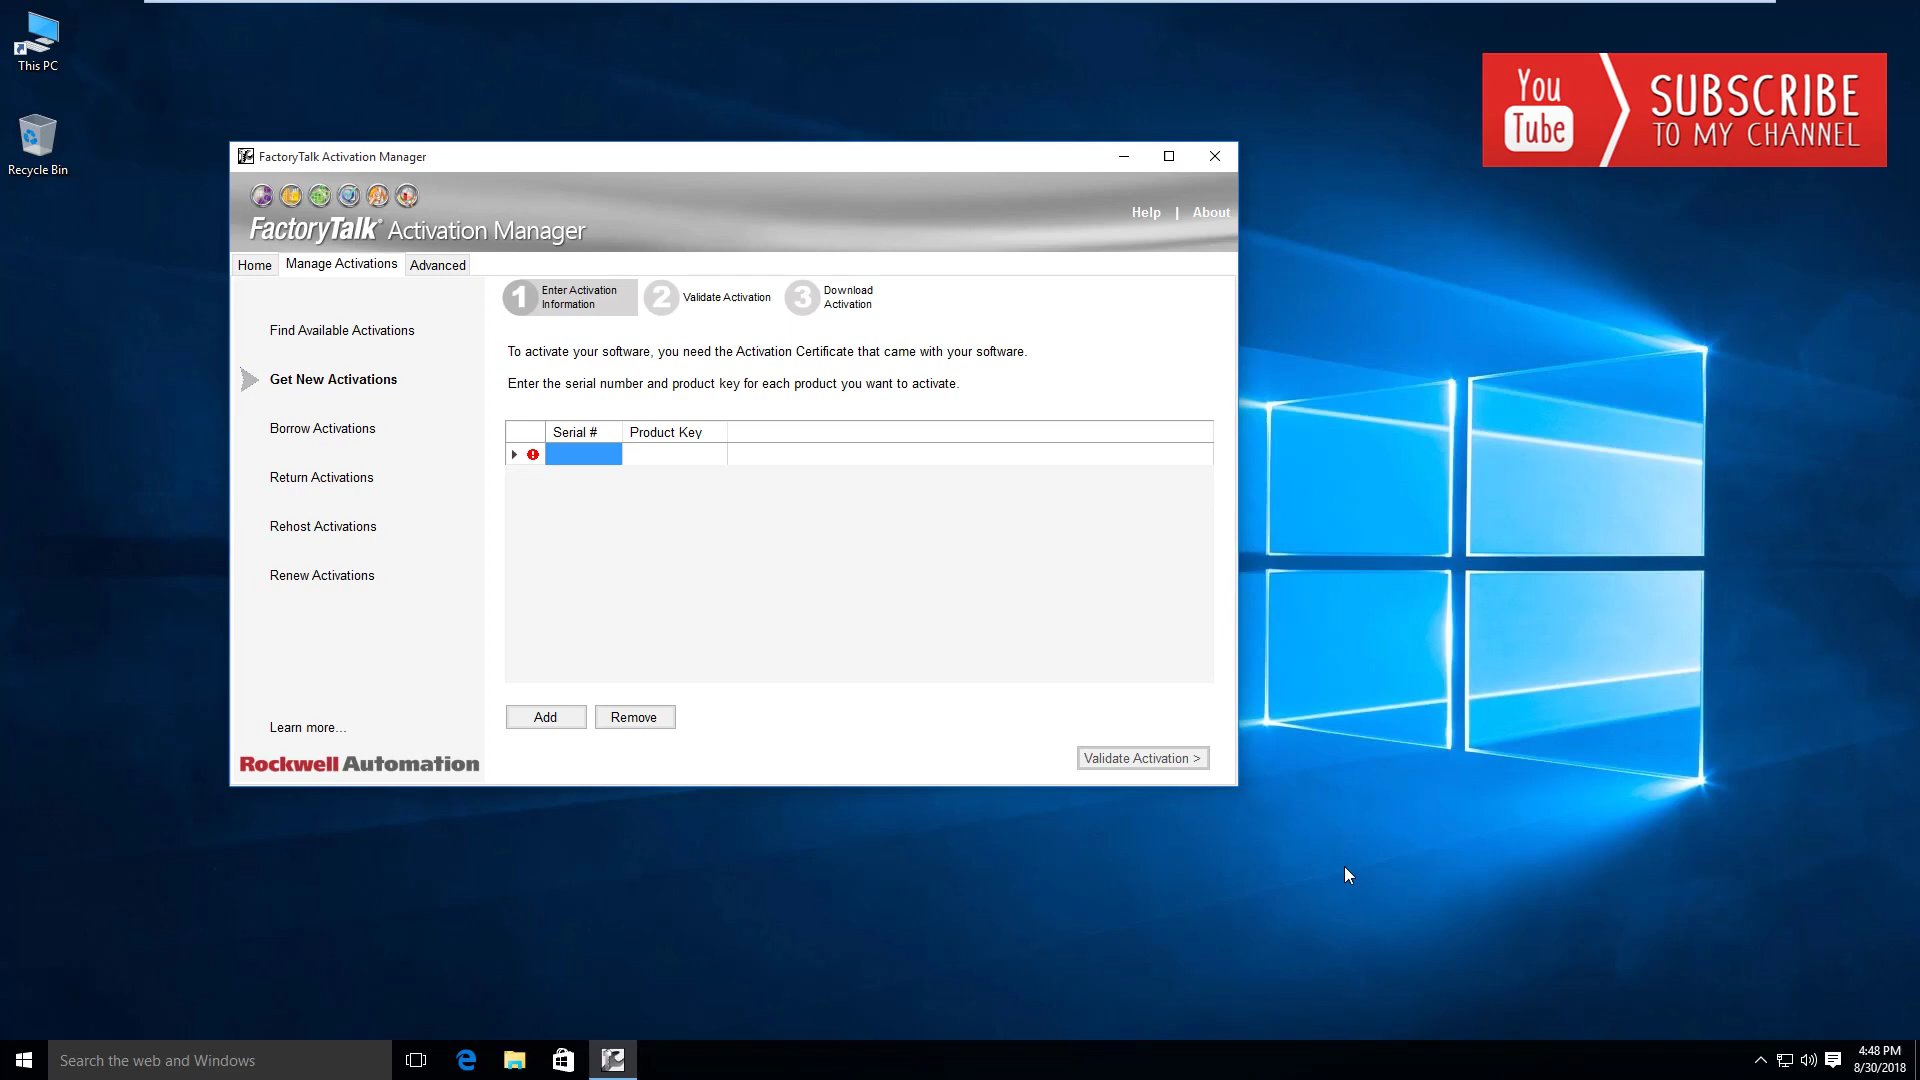 This PC
Recycle Bin
You
Tube
SUBSCRIBE
TO MY CHANNEL
FactoryTalk Activation Manager
FactoryTalk® Activation Manager
Help | About
Home Manage Activations Advanced
1 Enter Activation
Information
2 Validate Activation
3 Download
Activation
Find Available Activations
Get New Activations
Borrow Activations
Return Activations
Rehost Activations
Renew Activations
Learn more...
Rockwell Automation
To activate your software, you need the Activation Certificate that came with your software.
Enter the serial number and product key for each product you want to activate.
Serial # Product Key
Add Remove
Validate Activation >
Search the web and Windows
4:48 PM
8/30/2018